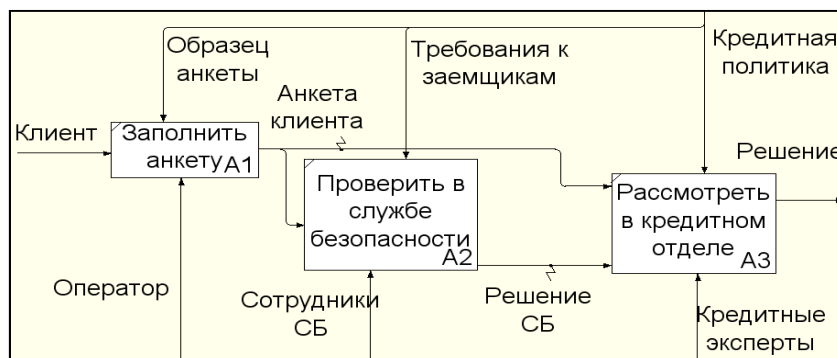 Образец
анкеты
Требования к
заемщикам
Кредитная
политика
Анкета
клиента
Клиент
Заполнить
анкету A1
Решение
Проверить в
службе
безопасности
A2
Рассмотреть
в кредитном
отделе
A3
Оператор
Сотрудники
СБ
Решение
СБ
Кредитные
эксперты